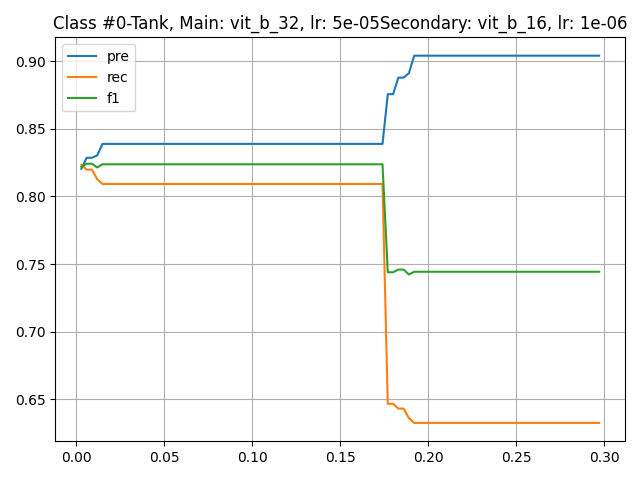 Class #0-Tank, Main: vit_b_32, lr: 5e-05Secondary: vit_b_16, lr: 1e-06
pre
rec
f1
0.90
0.85
0.80
0.75
0.70
0.65
0.00 0.05 0.10 0.15 0.20 0.25 0.30